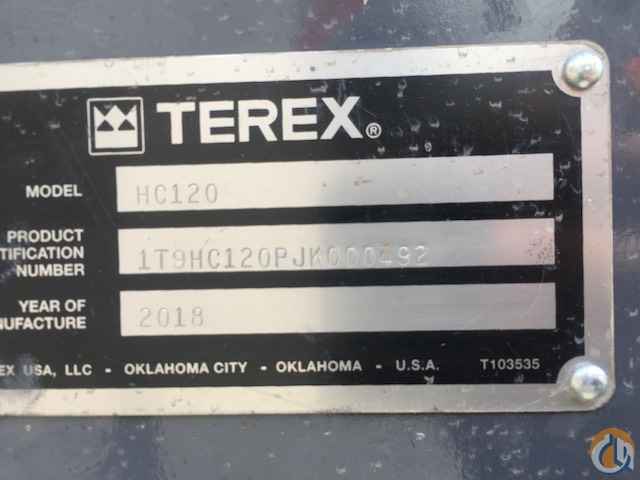 TEREX®
MODEL HC120
PRODUCT
TIFICATION
NUMBER 1T9HC120PJK000492
YEAR OF
NUFACTURE 2018
EX USA, LLC - OKLAHOMA CITY - OKLAHOMA - U.S.A. T103535